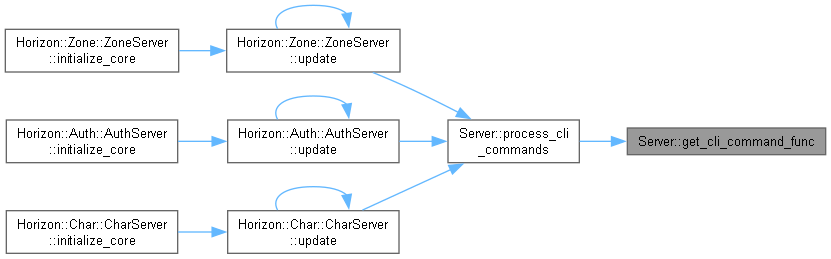 Horizon::Zone::ZoneServer
::initialize_core
Horizon::Zone::ZoneServer
::update
Horizon::Auth::AuthServer
::initialize_core
Horizon::Auth::AuthServer
::update
Server::process_cli
_commands
Server::get_cli_command_func
Horizon::Char::CharServer
::initialize_core
Horizon::Char::CharServer
::update